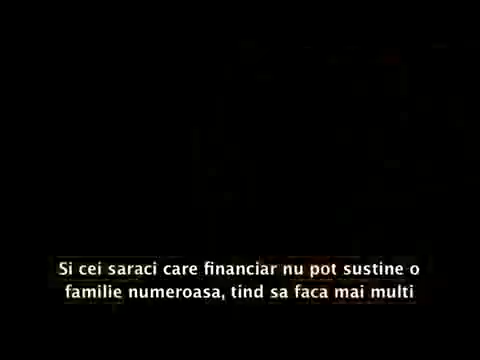 Si cei saraci care financiar nu pot sustine o
familie numeroasa, tind sa faca mai multi